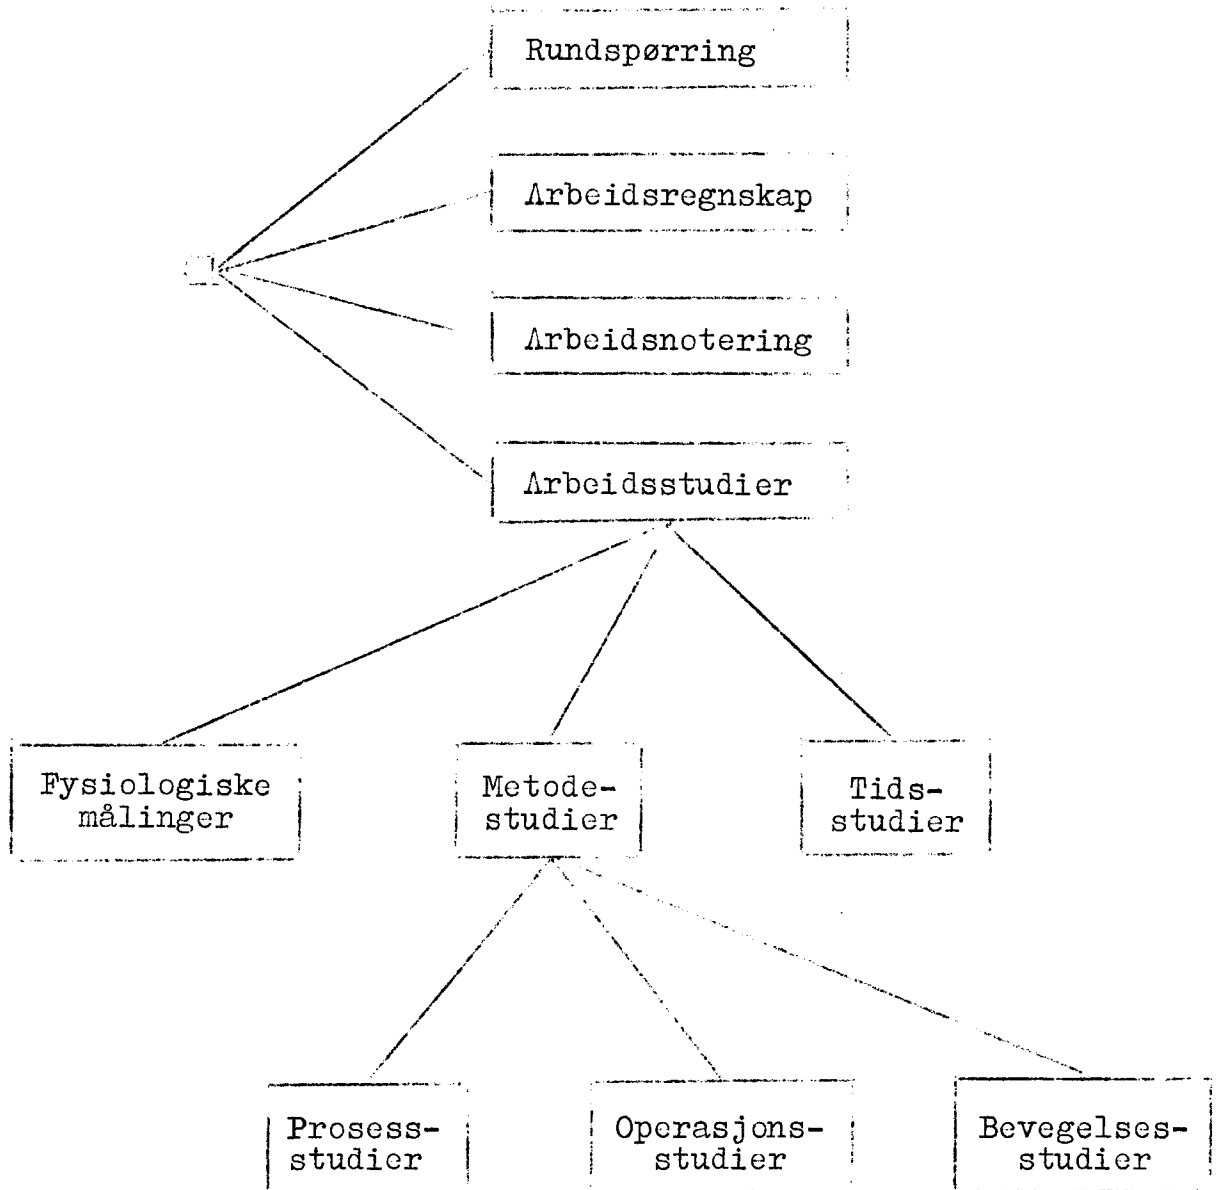 Rundspørring
Arbeidsregnskap
Arbeidsnotering
Arbeidsstudier
Fysiologiske
målinger
Metode-
studier
Tids-
studier
Prosess-
studier
Operasjons-
studier
Bevegelses-
studier